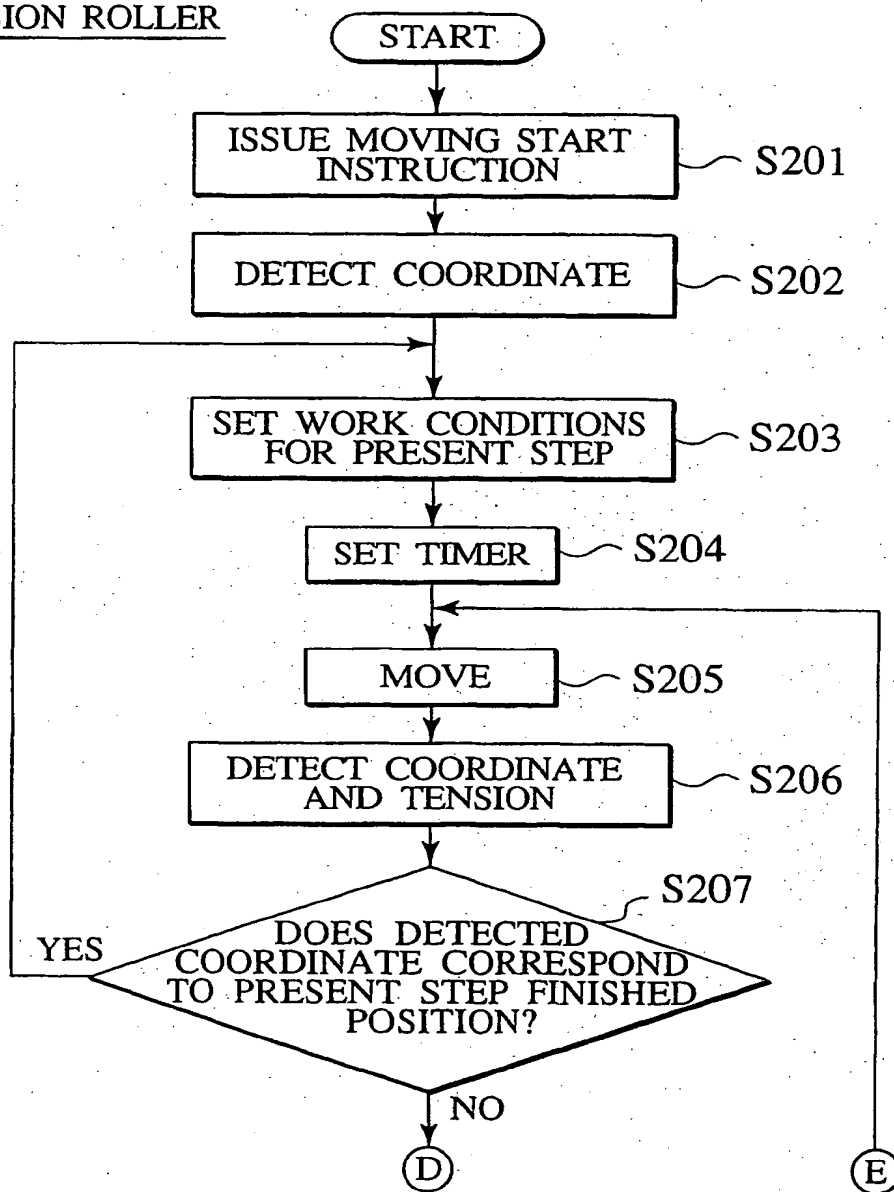 ION ROLLER
START
ISSUE MOVING START
INSTRUCTION
S201
DETECT COORDINATE
S202
SET WORK CONDITIONS
FOR PRESENT STEP
S203
SET TIMER
S204
MOVE
S205
DETECT COORDINATE
AND TENSION
S206
S207
DOES DETECTED
COORDINATE CORRESPOND
TO PRESENT STEP FINISHED
POSITION?
YES
NO
D
E